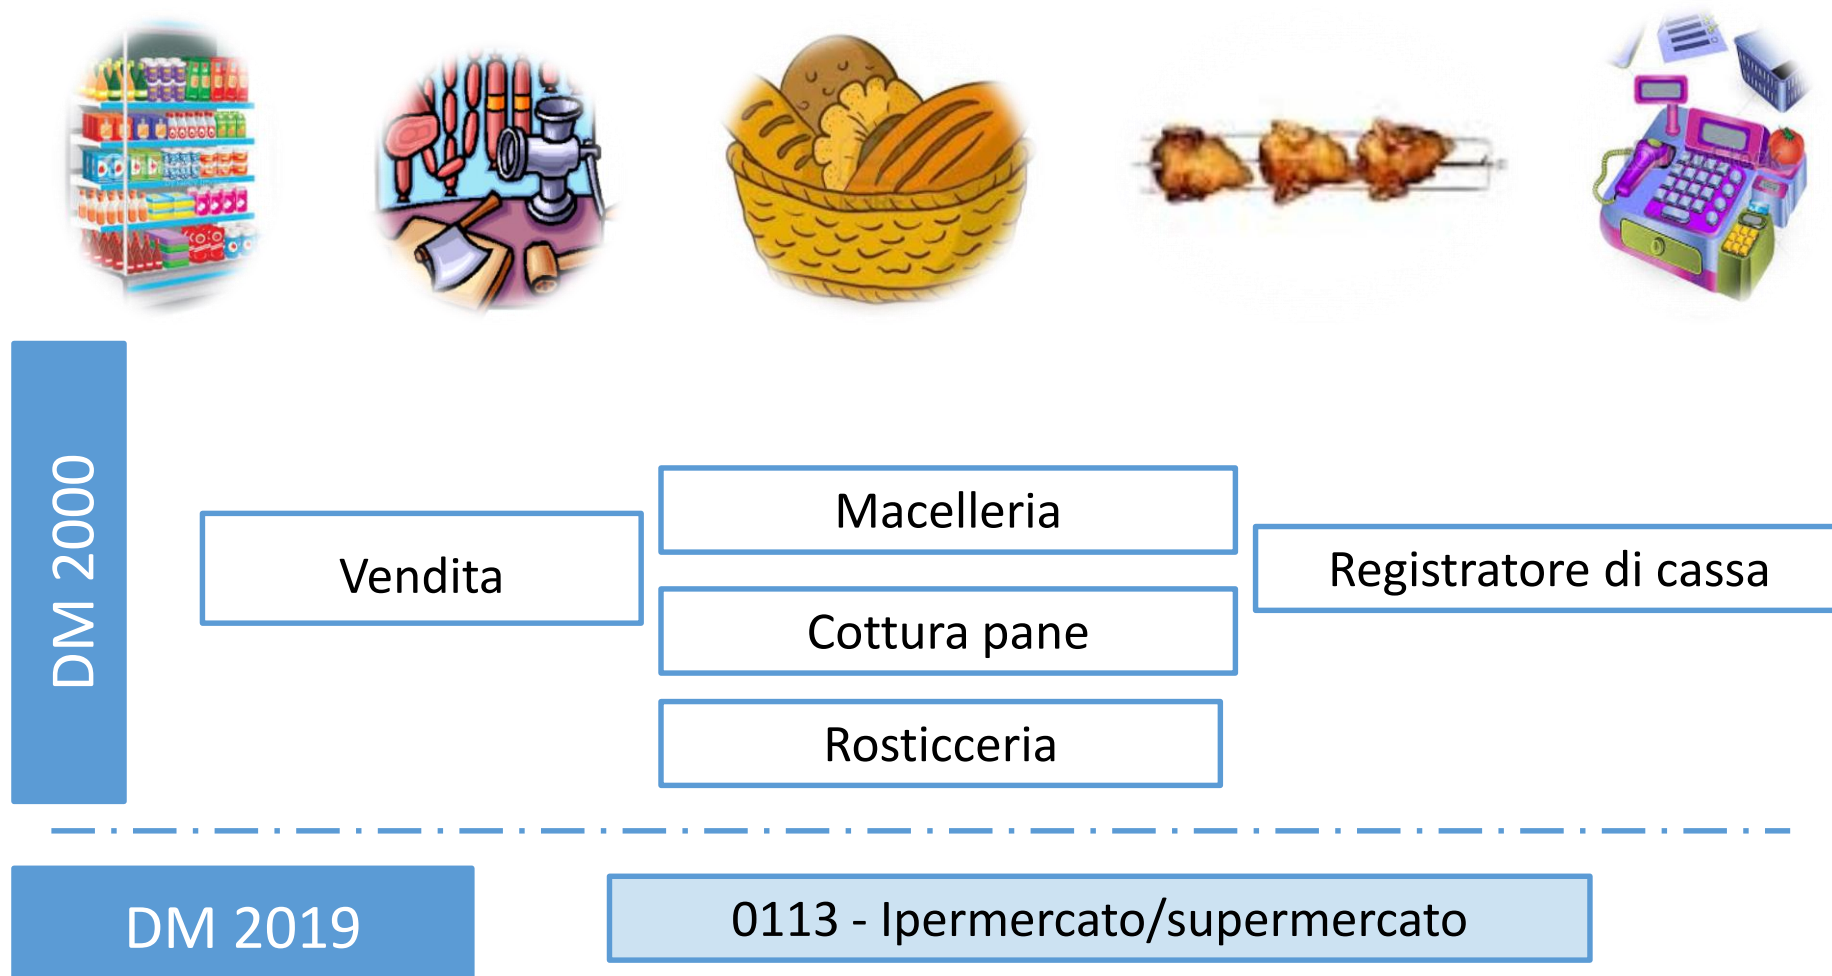 DM 2000
Vendita
Macelleria
Cottura pane
Rosticceria
Registratore di cassa
DM 2019
0113 - Ipermercato/supermercato